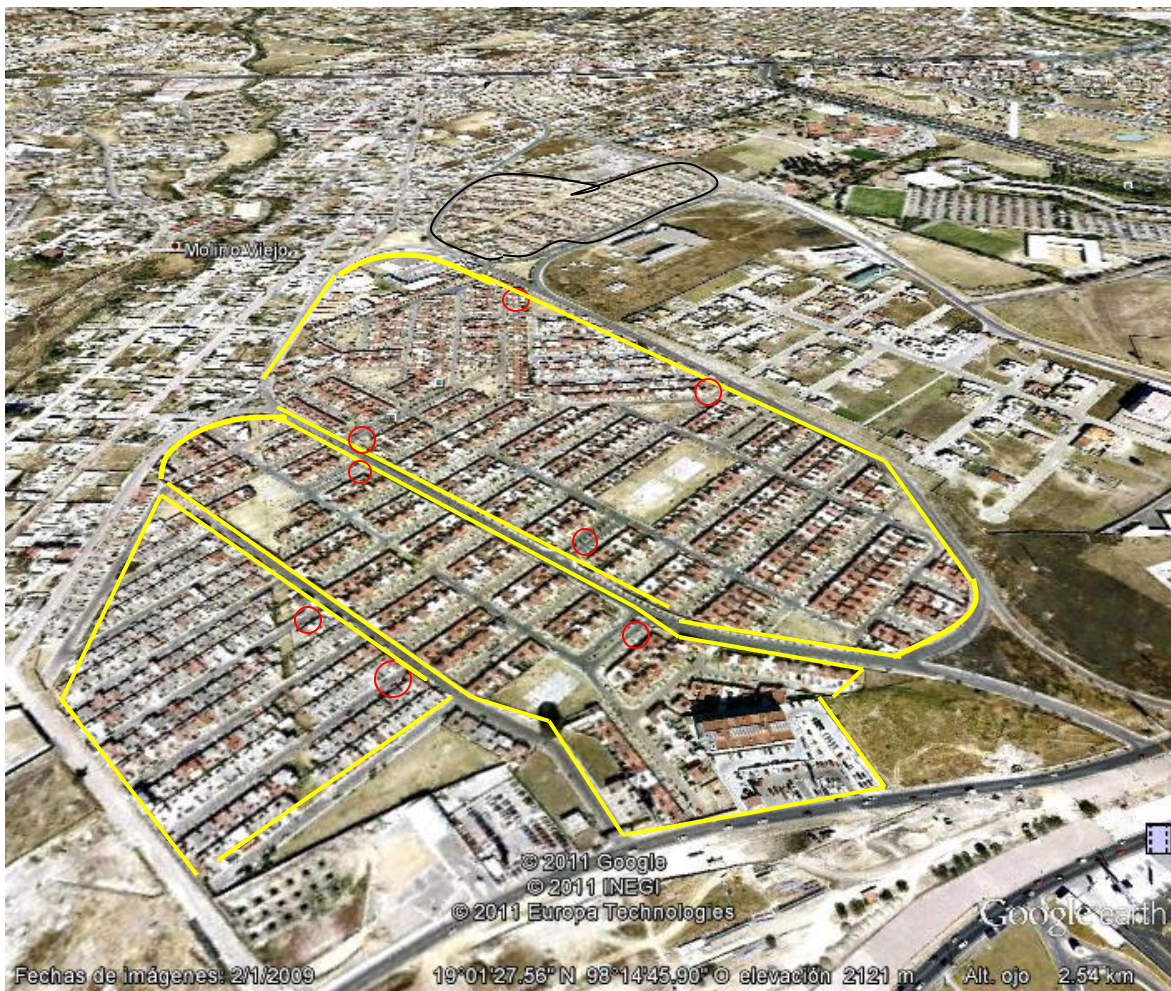 Molino Viejo
© 2011 Google
© 2011 INEGI
© 2011 Europa Technologies
Google earth
Fechas de imágenes: 2/1/2009 19°01'27.56" N 98°14'45.90" O elevación 2121 m Alt. ojo 2.54 km